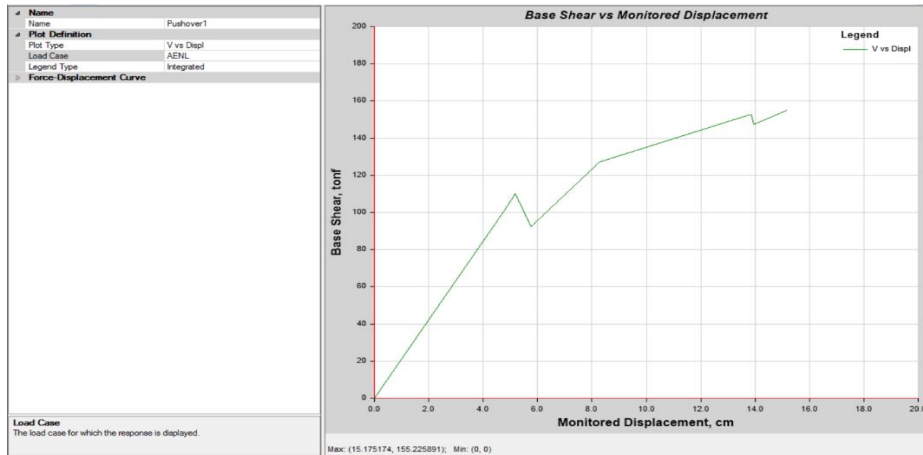 Name
Name Pushover1
Plot Definition
Plot Type V vs Displ
Load Case AENL
Legend Type Integrated
Force-Displacement Curve
Load Case
The load case for which the response is displayed.
Base Shear vs Monitored Displacement
Legend
V vs Displ
Base Shear, tonf
200
180
160
140
120
100
80
60
40
20
0
0.0 2.0 4.0 6.0 8.0 10.0 12.0 14.0 16.0 18.0 20.0
Monitored Displacement, cm
Max: (15.175174, 155.225891); Min: (0, 0)